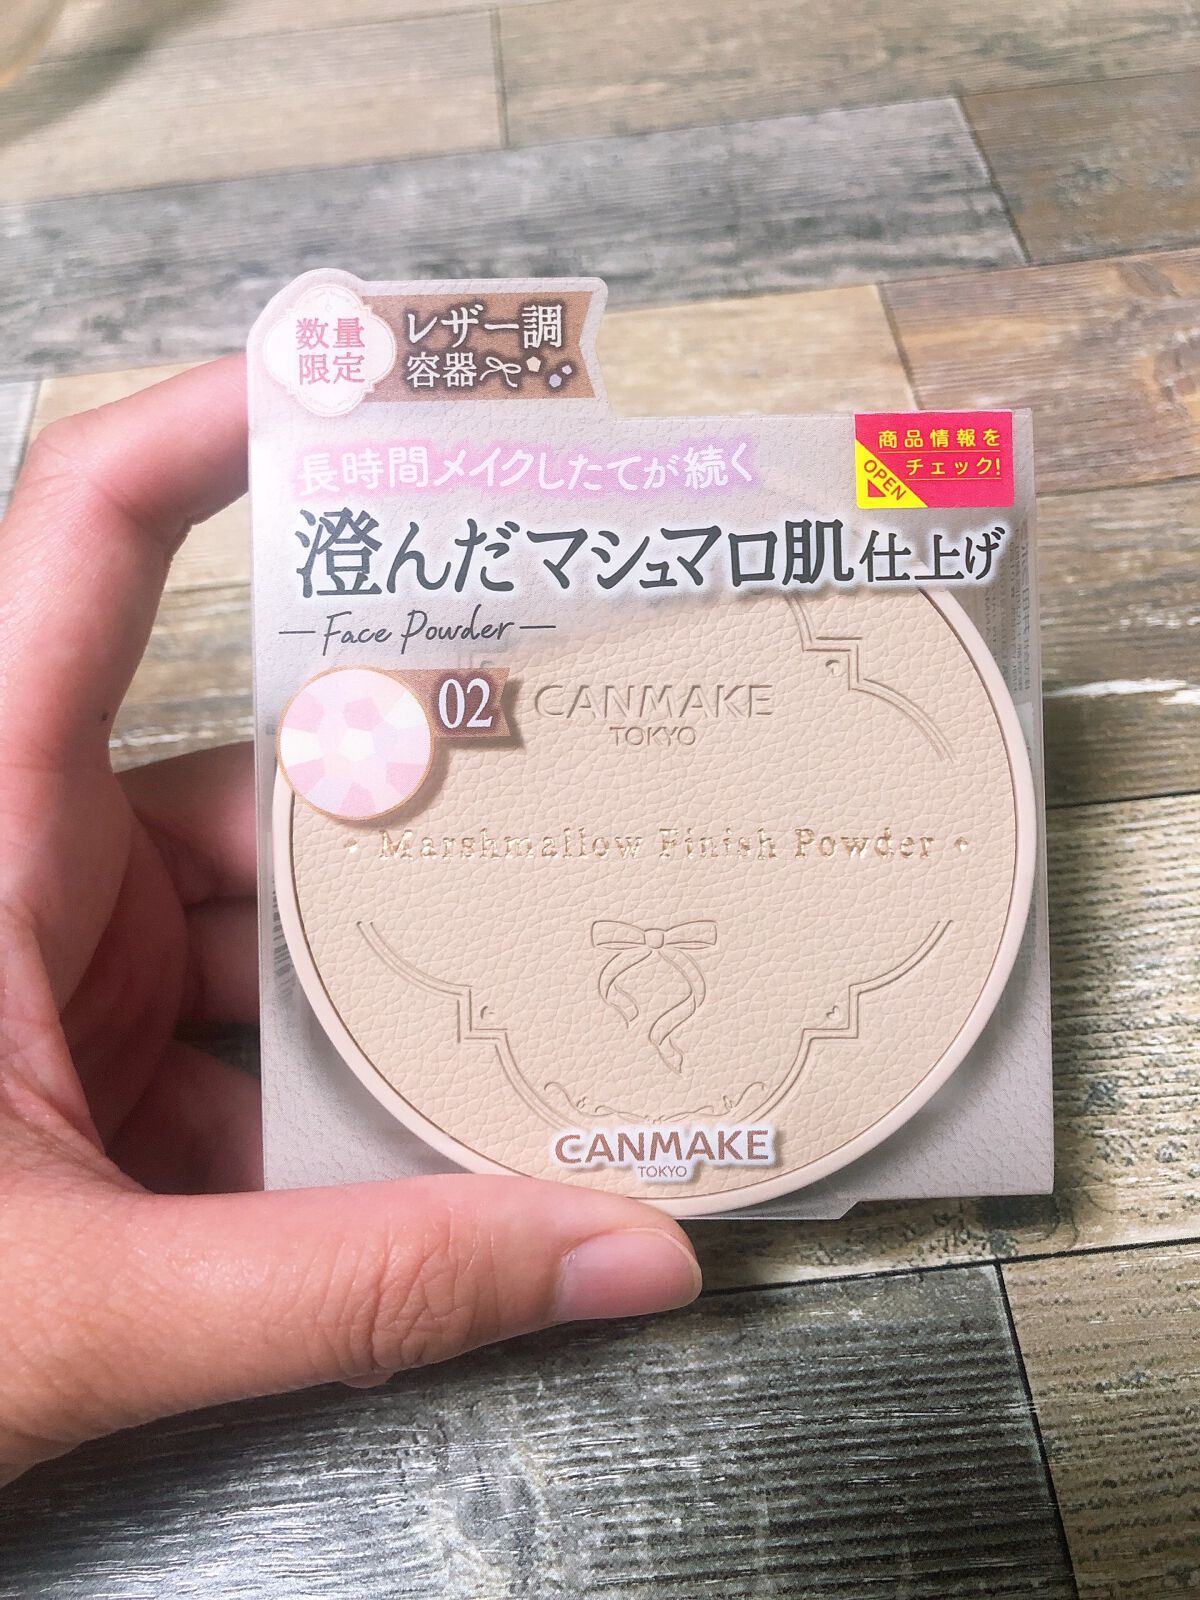 数量
限定
レザー調
容器
商品情報を
チェック!
OPEN
長時間メイクしたてが続く
澄んだマシュマロ肌仕上げ
Face Powder
02
CANMAKE
TOKYO
Marshmallow Finish Powder
CANMAKE
TOKYO